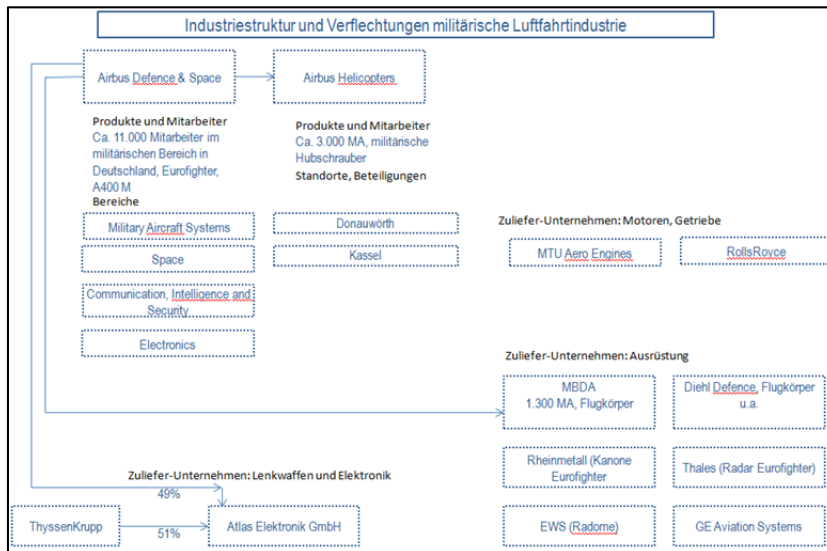 Industriestruktur und Verflechtungen militärische Luftfahrtindustrie
Airbus Defence & Space
Airbus Helicopters
Produkte und Mitarbeiter
Ca. 11.000 Mitarbeiter im
militärischen Bereich in
Deutschland, Eurofighter,
A400 M
Bereiche
Military Aircraft Systems
Space
Communication, Intelligence and
Security
Electronics
Produkte und Mitarbeiter
Ca. 3.000 MA, militärische
Hubschrauber
Standorte, Beteiligungen
Donauwörth
Kassel
Zuliefer-Unternehmen: Motoren, Getriebe
MTU Aero Engines
RollsRoyce
Zuliefer-Unternehmen: Ausrüstung
MBDA
1.300 MA, Flugkörper
Diehl Defence, Flugkörper
u.a.
Rheinmetall (Kanone
Eurofighter
Thales (Radar Eurofighter)
EWS (Radome)
GE Aviation Systems
Zuliefer-Unternehmen: Lenkwaffen und Elektronik
49%
ThyssenKrupp
51%
Atlas Elektronik GmbH